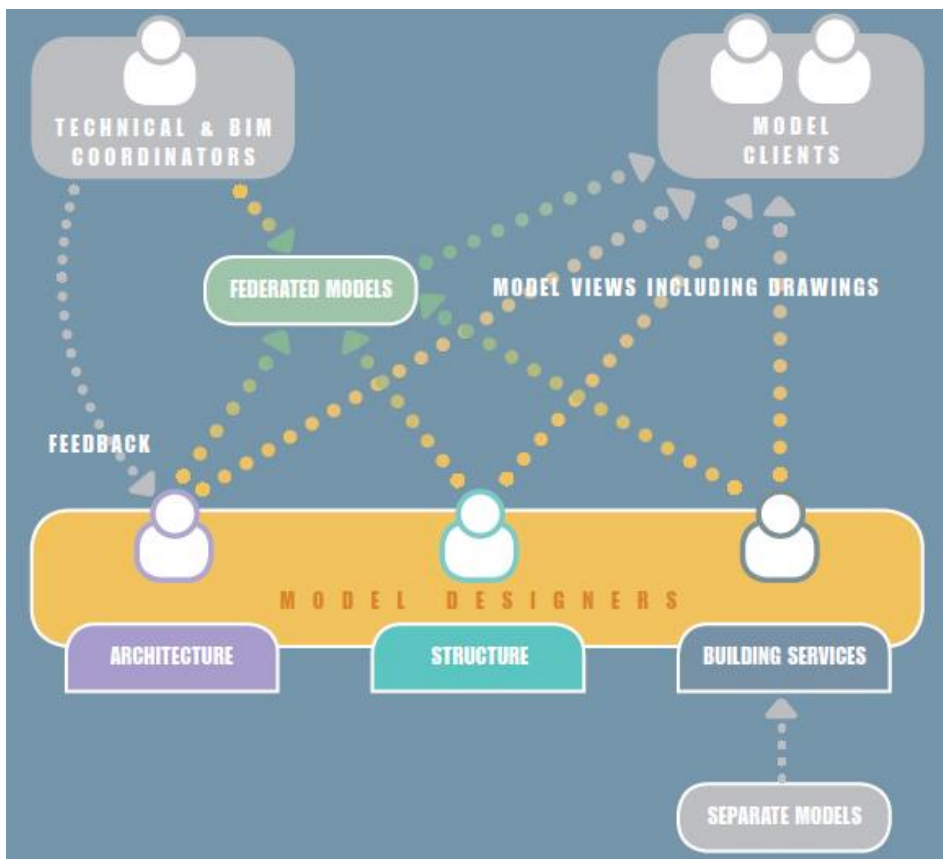 TECHNICAL & BIM
COORDINATORS
MODEL
CLIENTS
FEDERATED MODELS
MODEL VIEWS INCLUDING DRAWINGS
FEEDBACK
MODEL DESIGNERS
ARCHITECTURE
STRUCTURE
BUILDING SERVICES
SEPARATE MODELS